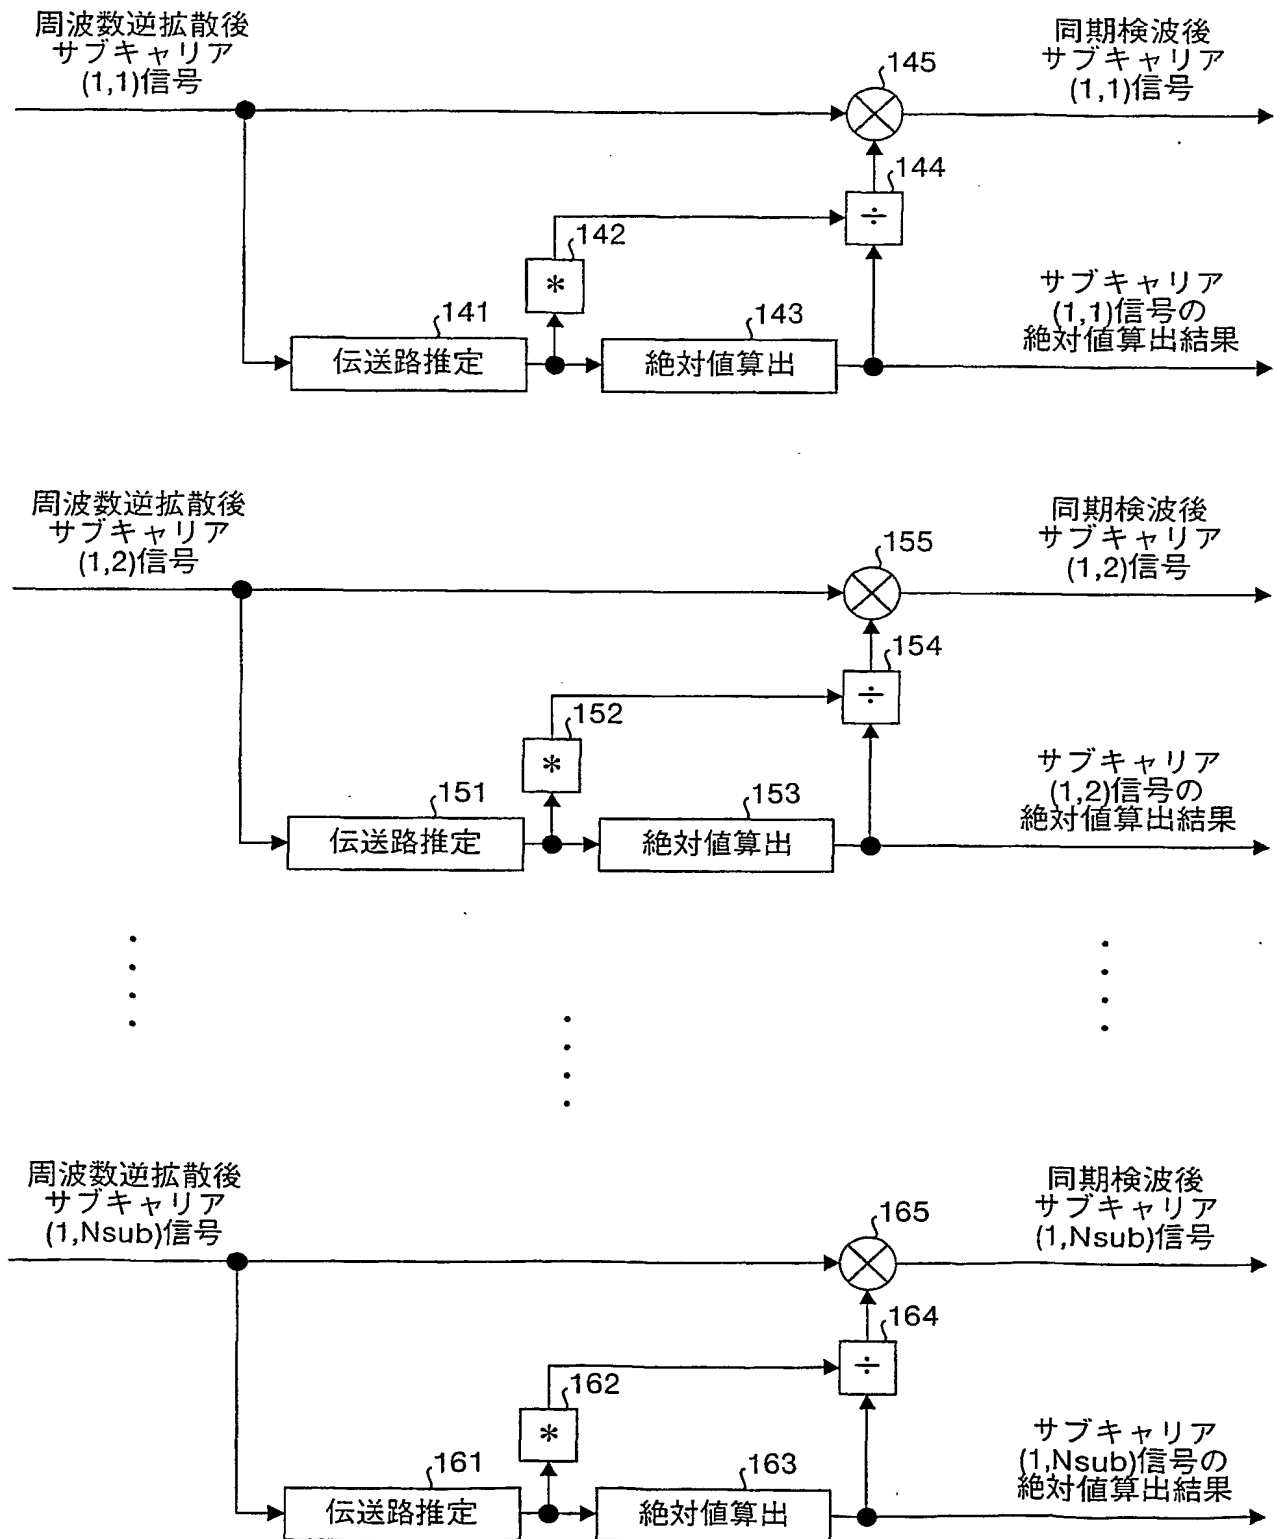 周波数逆拡散後
サブキャリア
(1,1)信号
同期検波後
サブキャリア
(1,1)信号
145
144
÷
142
*
サブキャリア
(1,1)信号の
絶対値算出結果
141
伝送路推定
143
絶対値算出
周波数逆拡散後
サブキャリア
(1,2)信号
同期検波後
サブキャリア
(1,2)信号
155
154
÷
152
*
サブキャリア
(1,2)信号の
絶対値算出結果
151
伝送路推定
153
絶対値算出
周波数逆拡散後
サブキャリア
(1,Nsub)信号
同期検波後
サブキャリア
(1,Nsub)信号
165
164
÷
162
*
サブキャリア
(1,Nsub)信号の
絶対値算出結果
161
伝送路推定
163
絶対値算出